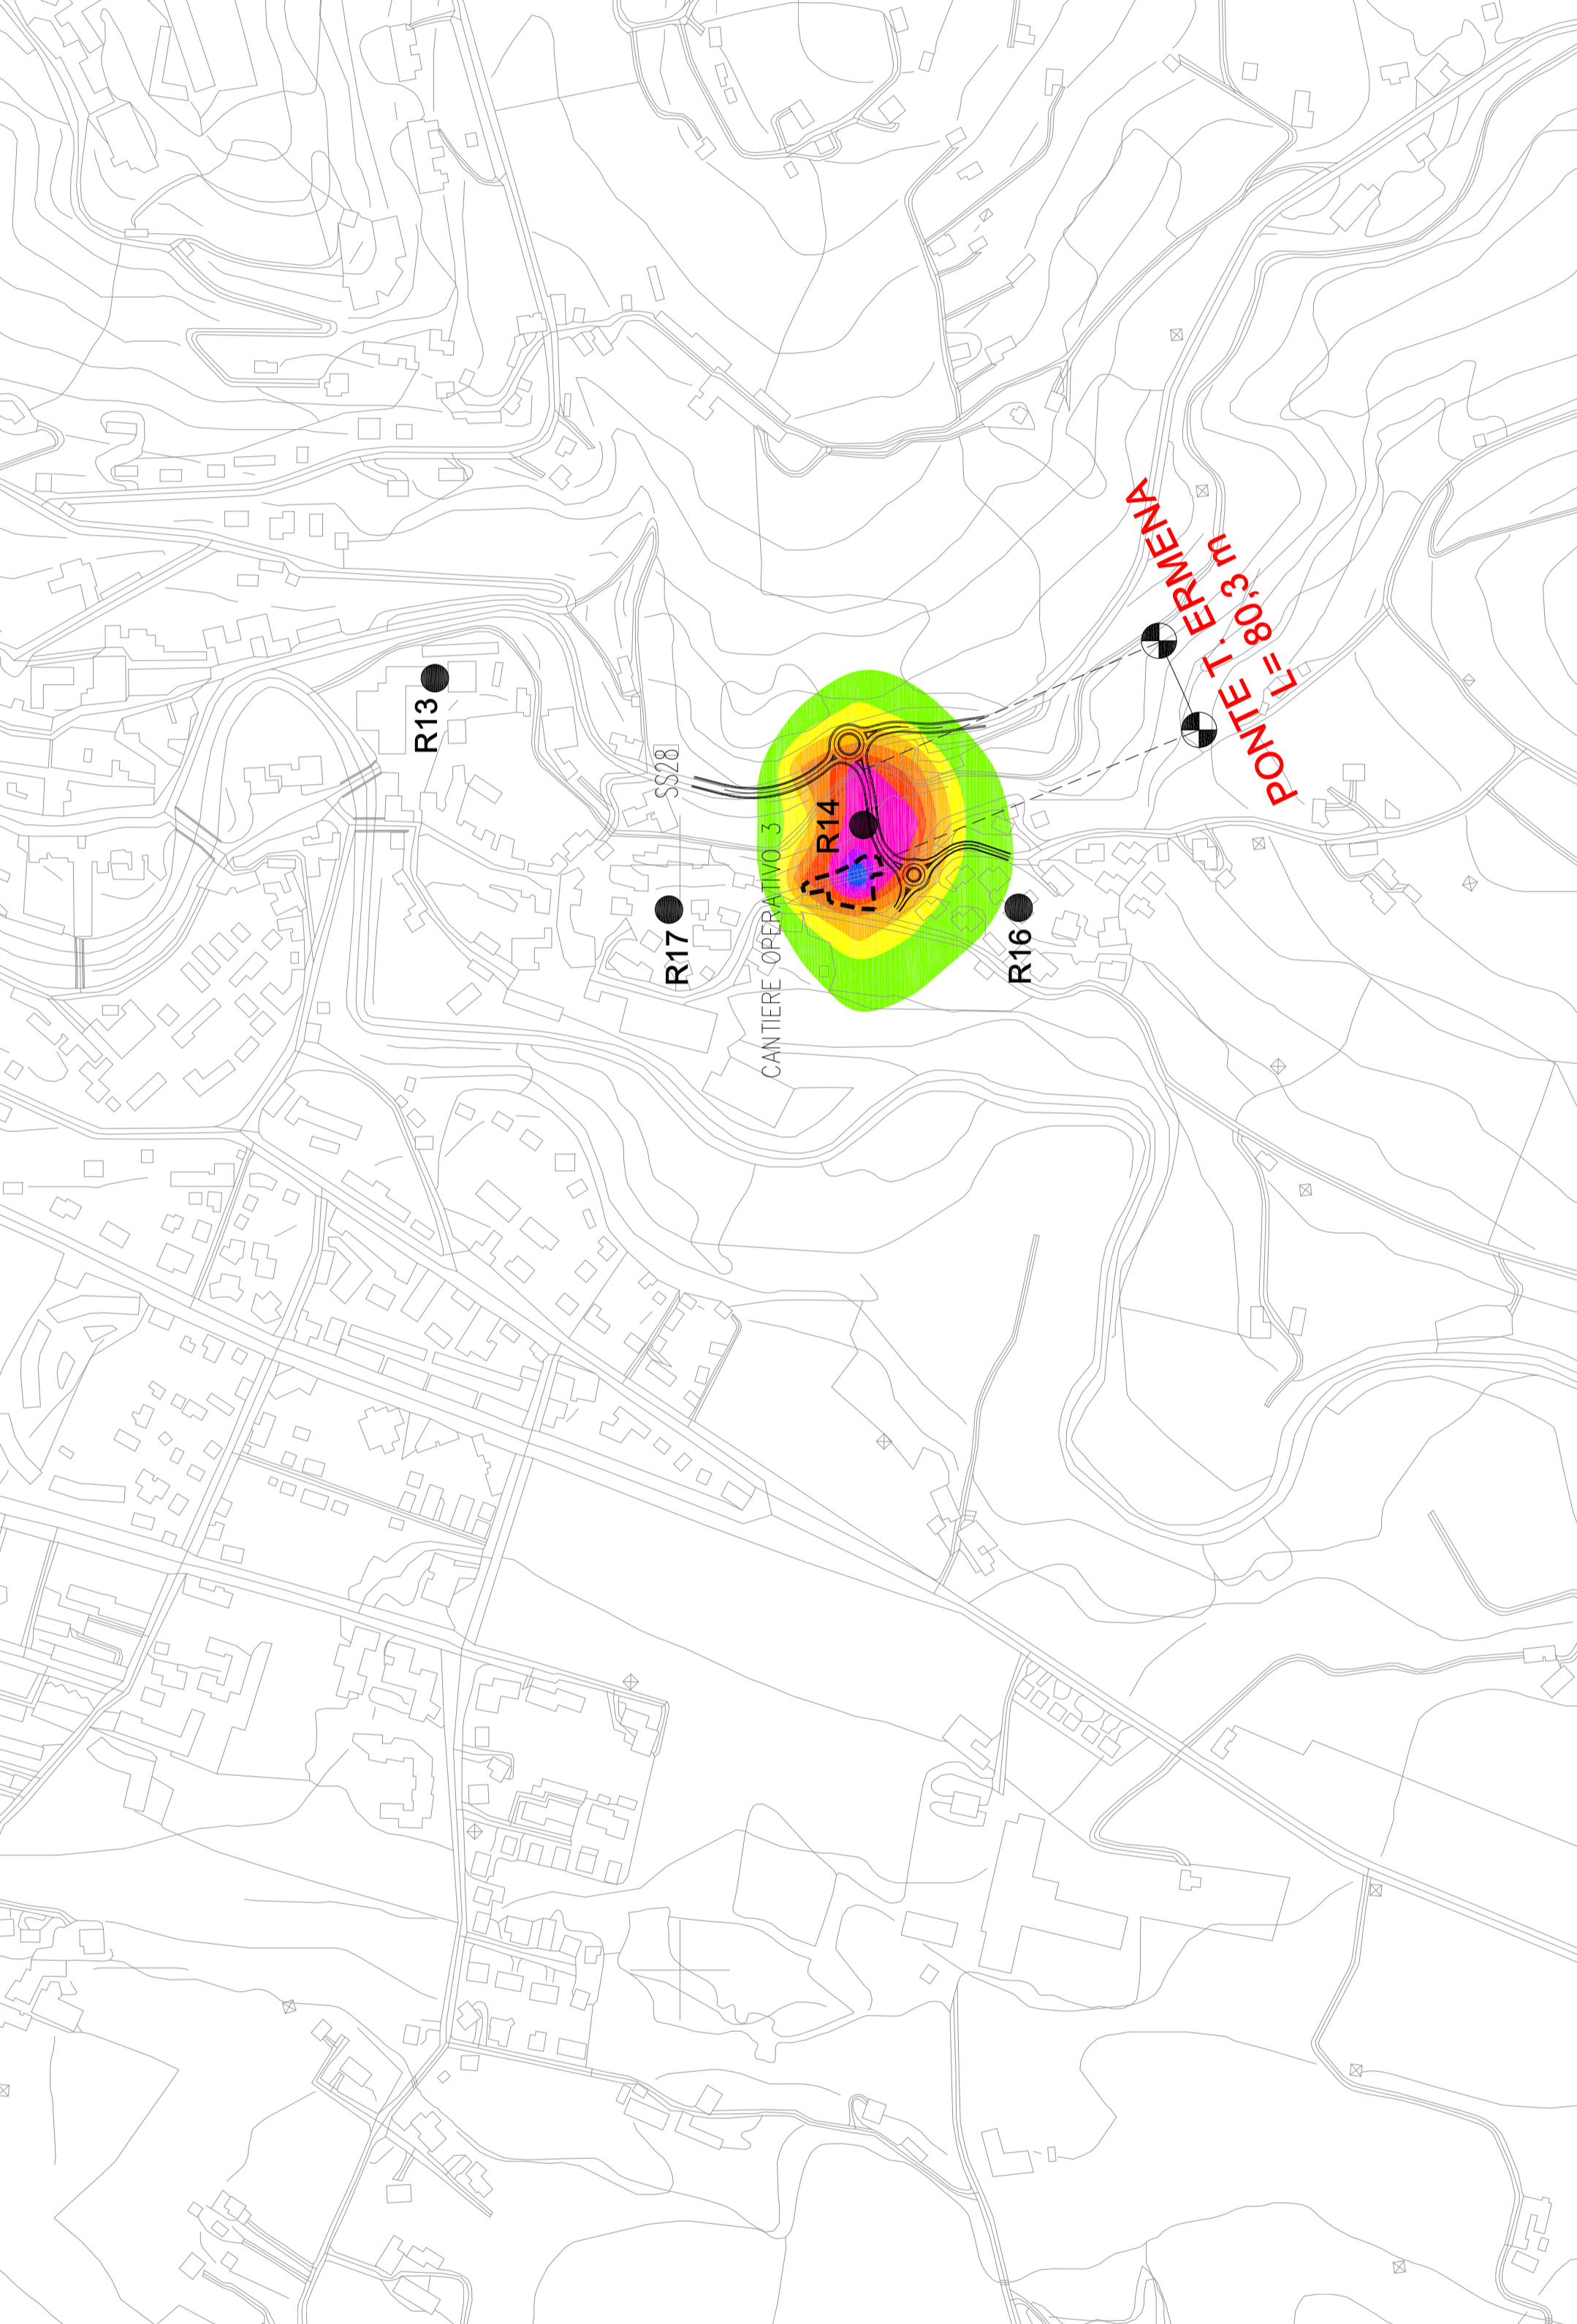 R13
SS28
R14
CANTIERE OPERATIVO 3
R17
R16
PONTE T. ERMENA
L = 80,3 m